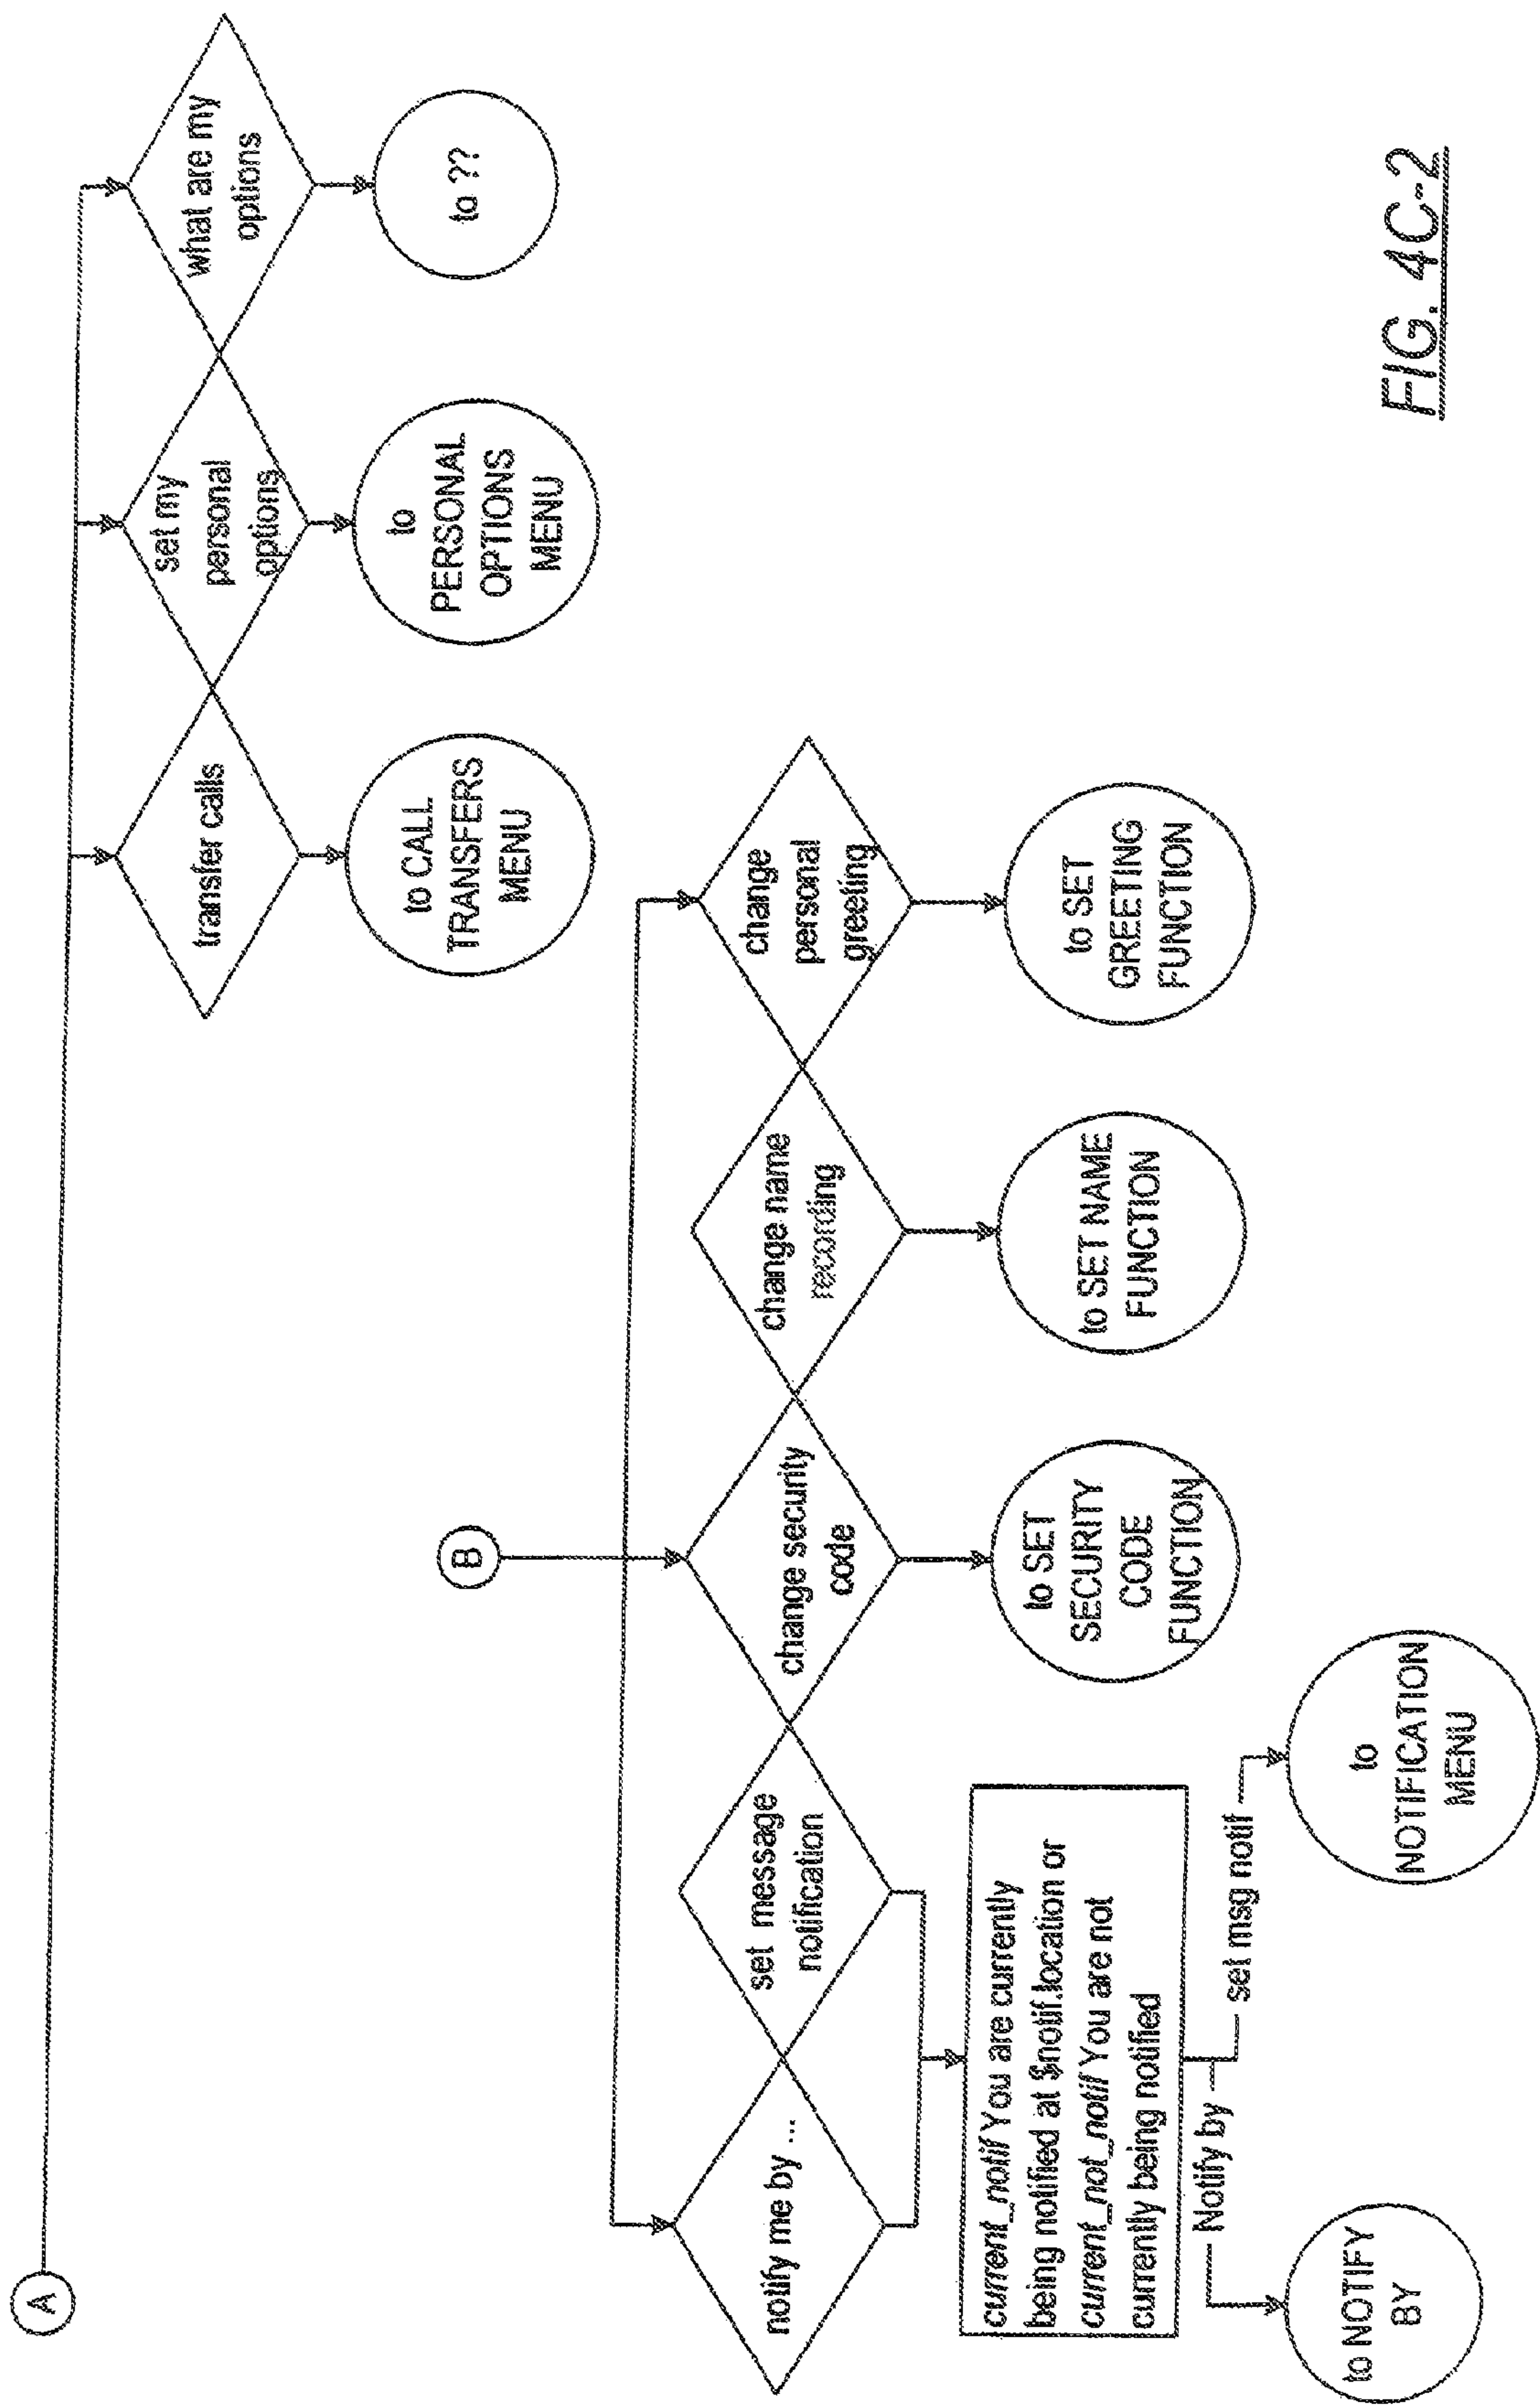 A
transfer calls
set my
personal
options
what are my
options
to CALL
TRANSFERS
MENU
to
PERSONAL
OPTIONS
MENU
to ??
B
notify me by ...
set message
notification
change security
code
change name
recording
change
personal
greeting
to SET
SECURITY
CODE
FUNCTION
to SET NAME
FUNCTION
to SET
GREETING
FUNCTION
current_notif You are currently
being notified at $notif.location or
current_not_notif You are not
currently being notified
Notify by
set msg notif
to NOTIFY
BY
to
NOTIFICATION
MENU
FIG. 4C-2